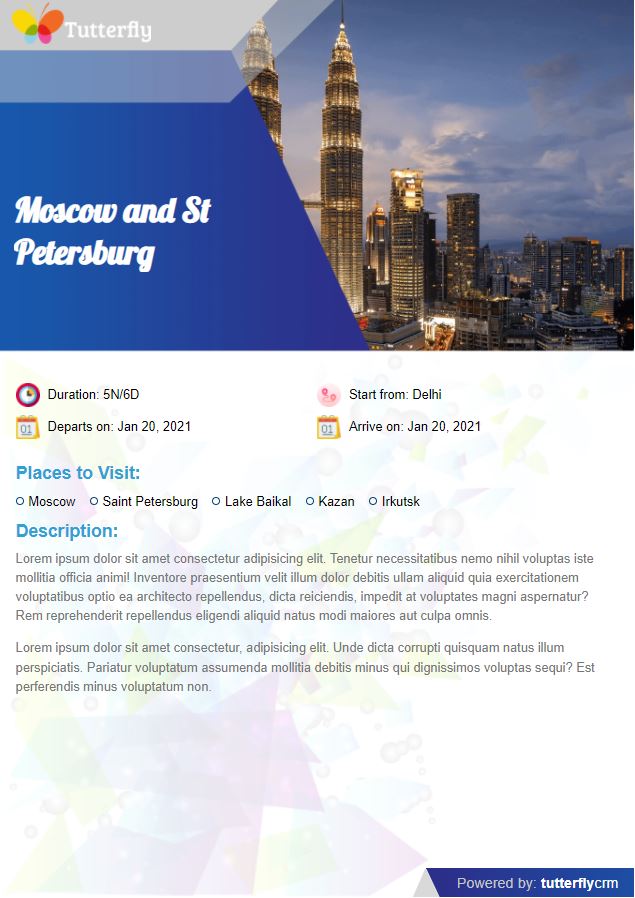 Tutterfly
Moscow and St
Petersburg
Duration: 5N/6D
Start from: Delhi
01 Departs on: Jan 20, 2021
01 Arrive on: Jan 20, 2021
Places to Visit:
Moscow Saint Petersburg Lake Baikal Kazan Irkutsk
Description:
Lorem ipsum dolor sit amet consectetur adipisicing elit. Tenetur necessitatibus nemo nihil voluptas iste
mollitia officia animi! Inventore praesentium velit illum dolor debitis ullam aliquid quia exercitationem
voluptatibus optio ea architecto repellendus, dicta reiciendis, impedit at voluptates magni aspernatur?
Rem reprehenderit repellendus eligendi aliquid natus modi maiores aut culpa omnis.
Lorem ipsum dolor sit amet consectetur, adipisicing elit. Unde dicta corrupti quisquam natus illum
perspiciatis. Pariatur voluptatum assumenda mollitia debitis minus qui dignissimos voluptas sequi? Est
perferendis minus voluptatum non.
Powered by: tutterflycrm